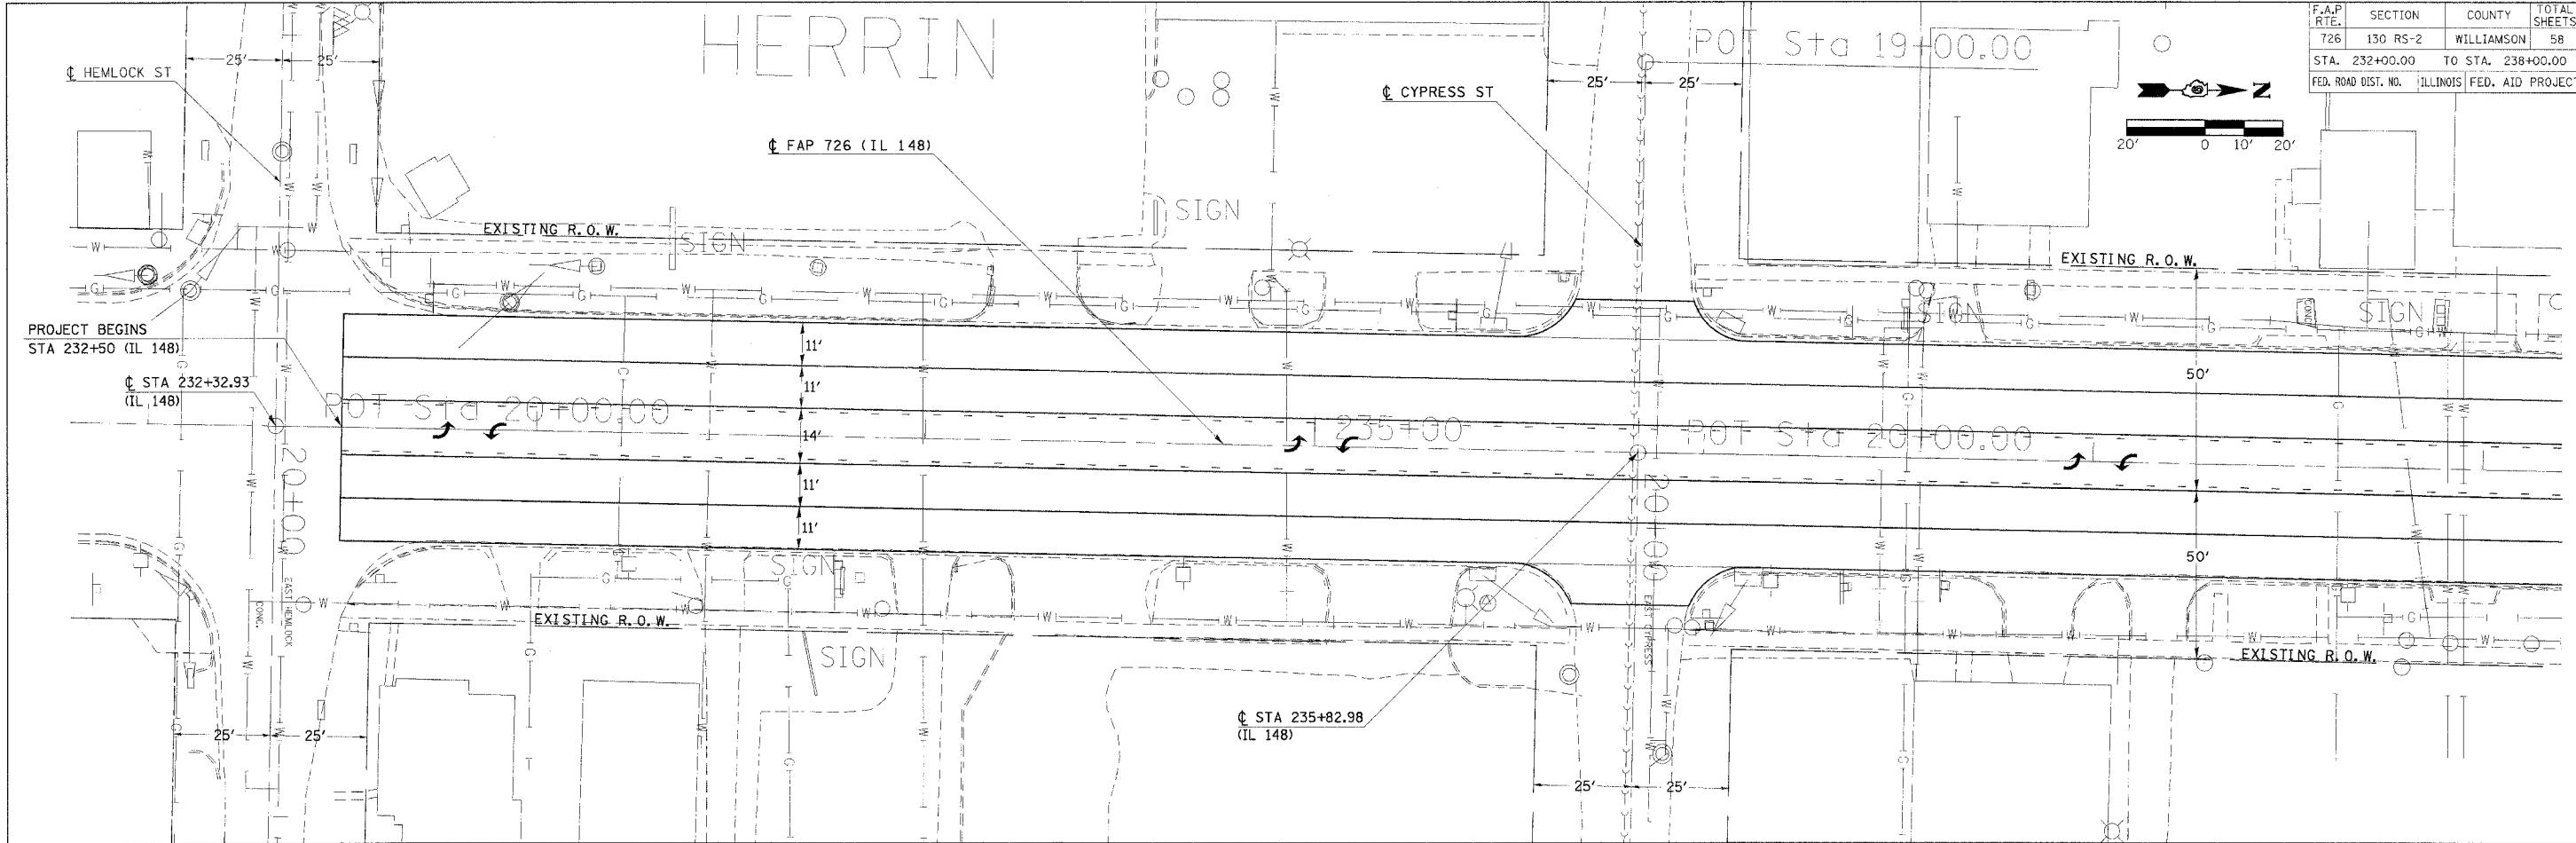 F.A.P. RTE. SECTION COUNTY TOTAL SHEETS
726 130 RS-2 WILLIAMSON 58
STA. 232+00.00 TO STA. 238+00.00
FED. ROAD DIST. NO. ILLINOIS FED. AID PROJECT
HERRIN
POT Sta 19+00.00
25' 25'
℄ HEMLOCK ST
25' 25'
℄ CYPRESS ST
N
20' 0 10' 20'
℄ FAP 726 (IL 148)
SIGN
EXISTING R.O.W.
SIGN
EXISTING R.O.W.
SIGN
CONC
SIGN
PROJECT BEGINS
STA 232+50 (IL 148)
℄ STA 232+32.93
(IL 148)
11'
11'
14'
11'
11'
50'
50'
POT Sta 20+00.00
235+00
POT Sta 20+00.00
20+00
20+00
SIGN
EAST HEMLOCK
CONC.
EXISTING R.O.W.
SIGN
EAST CYPRESS
EXISTING R.O.W.
℄ STA 235+82.98
(IL 148)
25' 25'
25' 25'